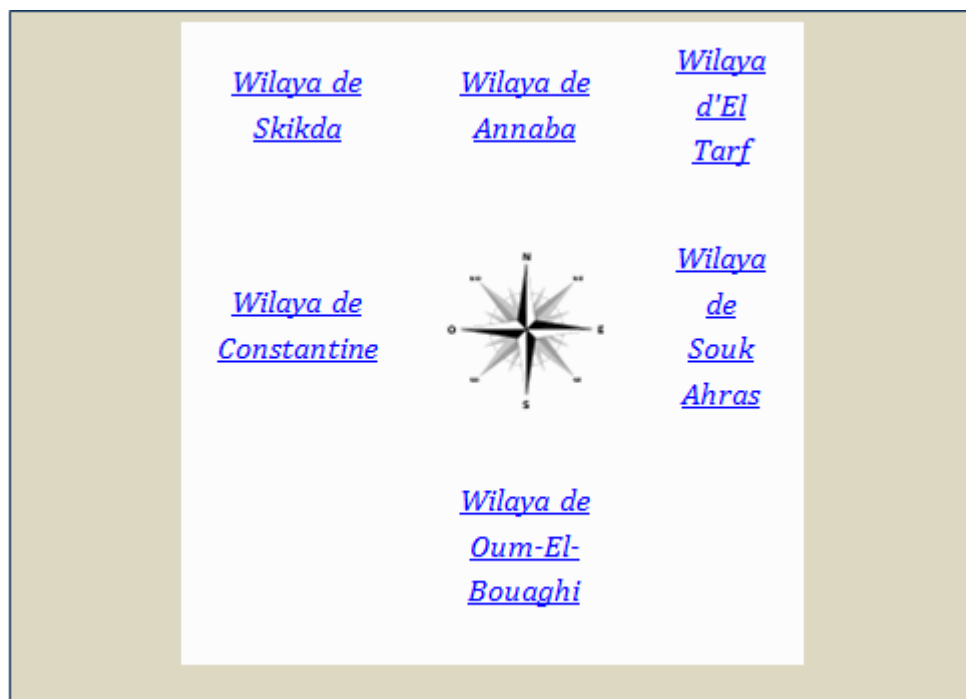 Wilaya de
Skikda
Wilaya de
Annaba
Wilaya
d'El
Tarf
Wilaya de
Constantine
N
O
E
S
Wilaya
de
Souk
Ahras
Wilaya de
Oum-El-
Bouaghi